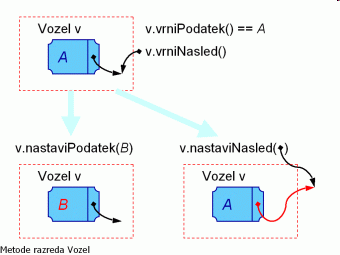 Vozel v
v.vrniPodatek() == A
A
v.vrniNasled()
v.nastaviPodatek(B)
v.nastaviNasled( )
Vozel v
Vozel v
B
A
Metode razreda Vozel